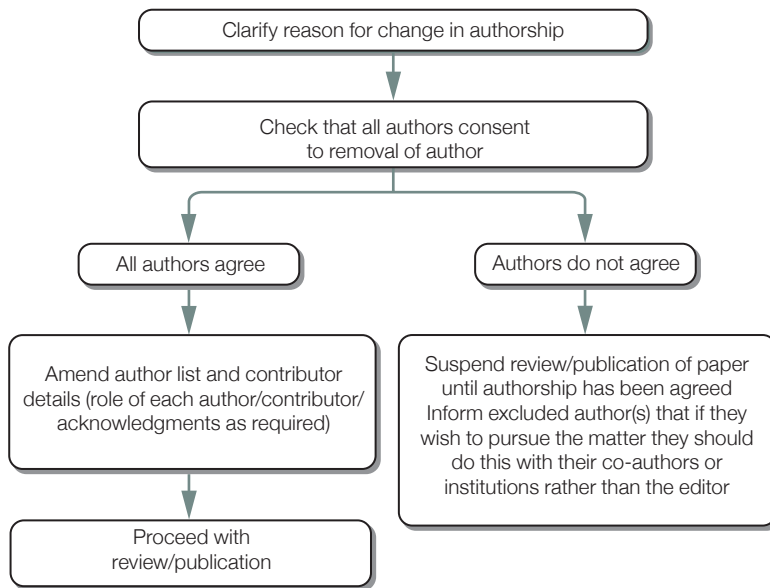 Clarify reason for change in authorship
Check that all authors consent
to removal of author
All authors agree
Amend author list and contributor
details (role of each author/contributor/
acknowledgments as required)
Proceed with
review/publication
Authors do not agree
Suspend review/publication of paper
until authorship has been agreed
Inform excluded author(s) that if they
wish to pursue the matter they should
do this with their co-authors or
institutions rather than the editor